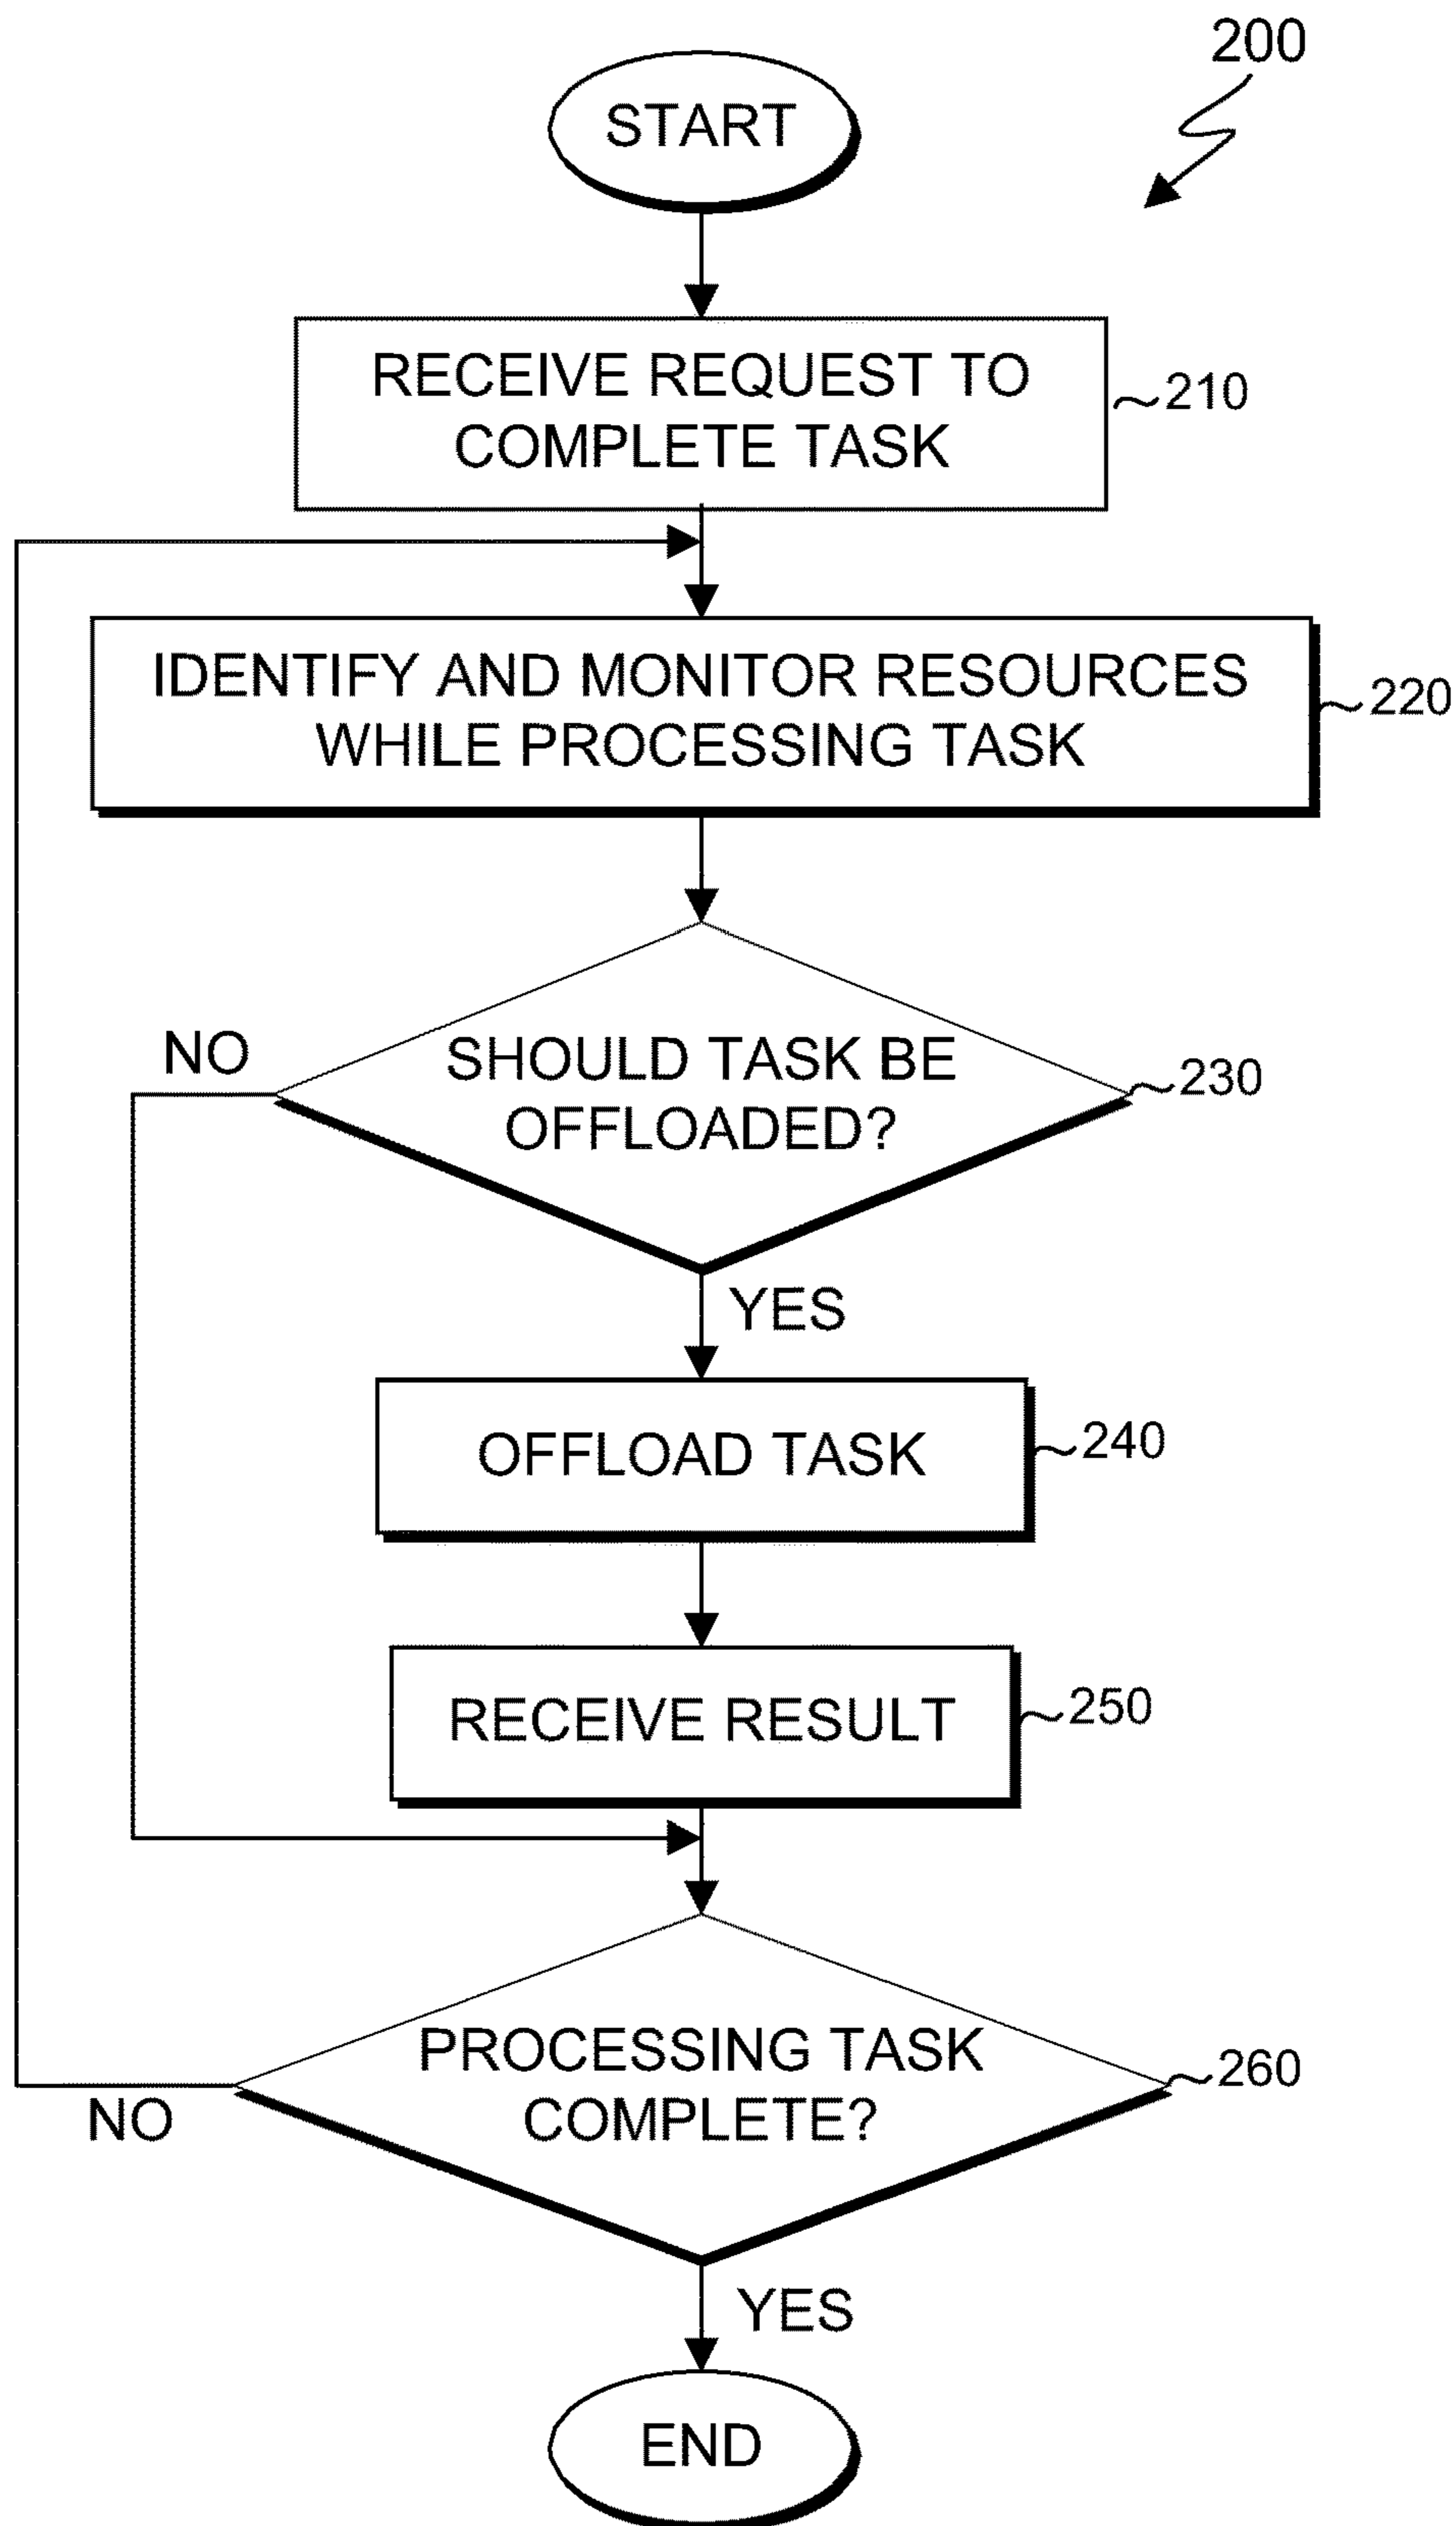 200
START
RECEIVE REQUEST TO
COMPLETE TASK
210
IDENTIFY AND MONITOR RESOURCES
WHILE PROCESSING TASK
220
NO
SHOULD TASK BE
OFFLOADED?
230
YES
OFFLOAD TASK
240
RECEIVE RESULT
250
PROCESSING TASK
COMPLETE?
260
NO
YES
END